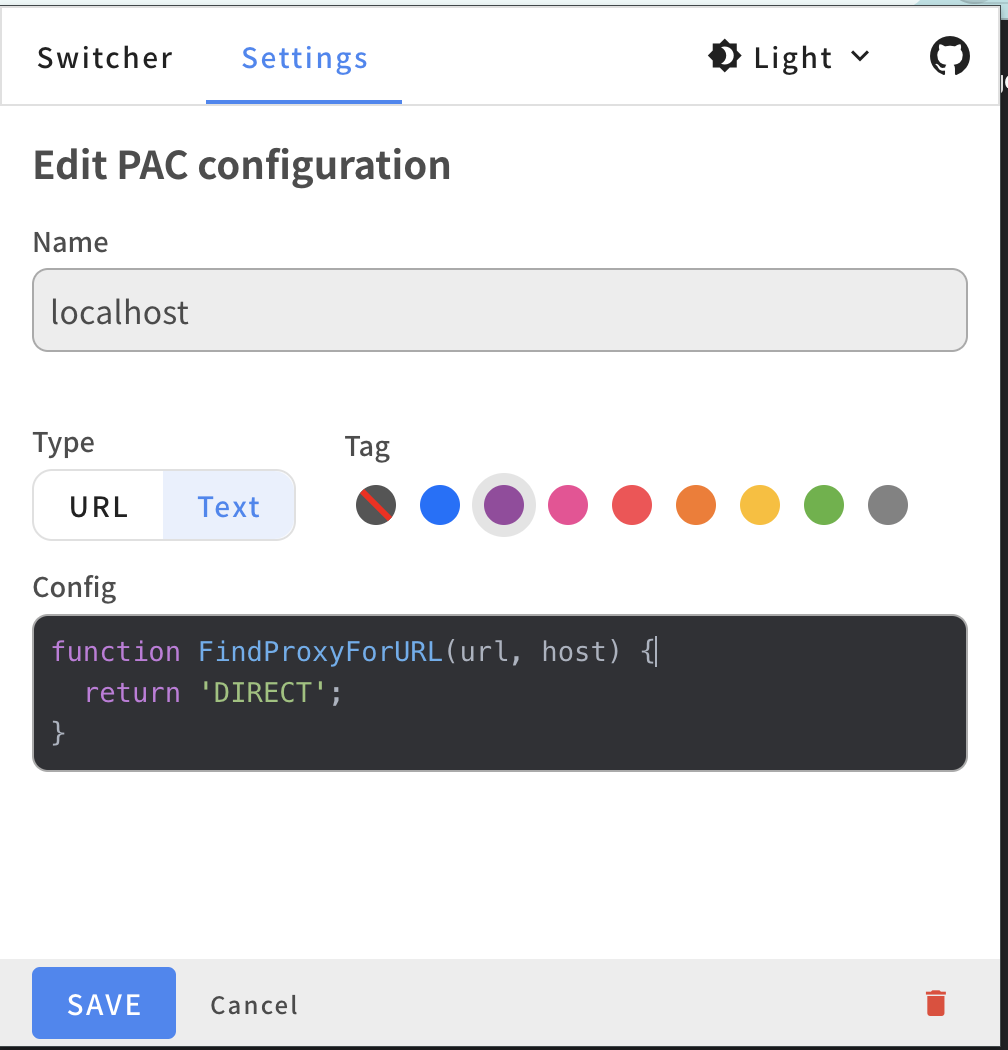 Switcher
Settings
Light
Edit PAC configuration
Name
localhost
Type
Tag
URL
Text
Config
function FindProxyForURL(url, host) {
  return 'DIRECT';
}
SAVE
Cancel